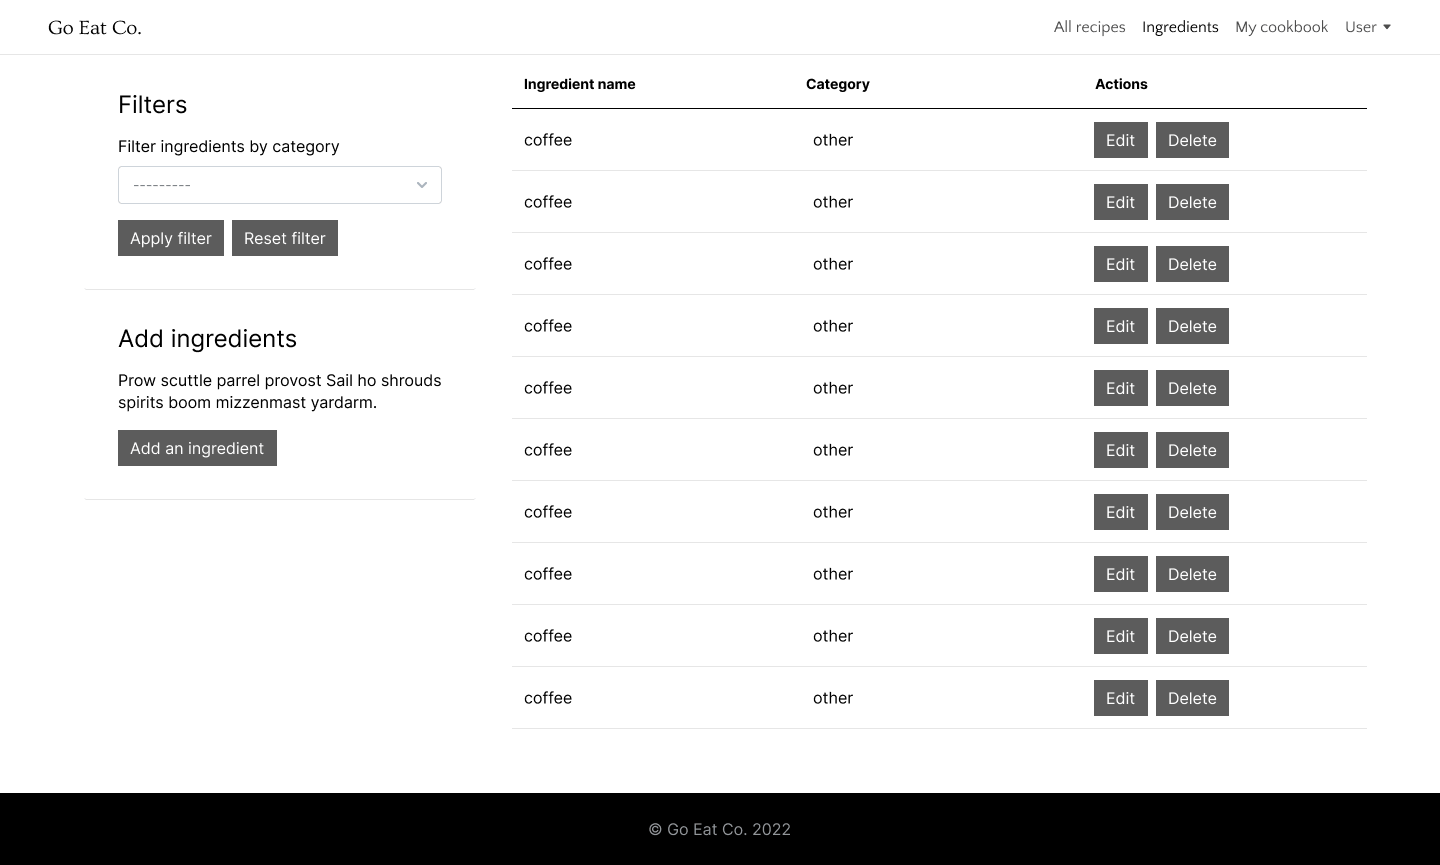 Go Eat Co.
All recipes Ingredients My cookbook User
Filters
Filter ingredients by category
---------
Apply filter Reset filter
Add ingredients
Prow scuttle parrel provost Sail ho shrouds
spirits boom mizzenmast yardarm.
Add an ingredient
Ingredient name Category Actions
coffee other Edit Delete
coffee other Edit Delete
coffee other Edit Delete
coffee other Edit Delete
coffee other Edit Delete
coffee other Edit Delete
coffee other Edit Delete
coffee other Edit Delete
coffee other Edit Delete
coffee other Edit Delete
© Go Eat Co. 2022